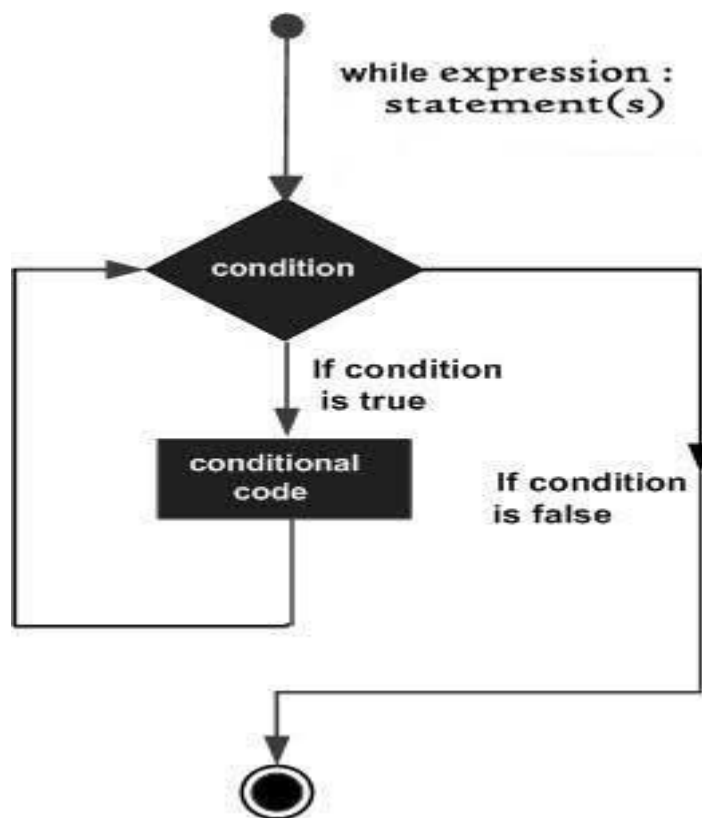 while expression :
statement(s)
condition
If condition
is true
conditional
code
If condition
is false